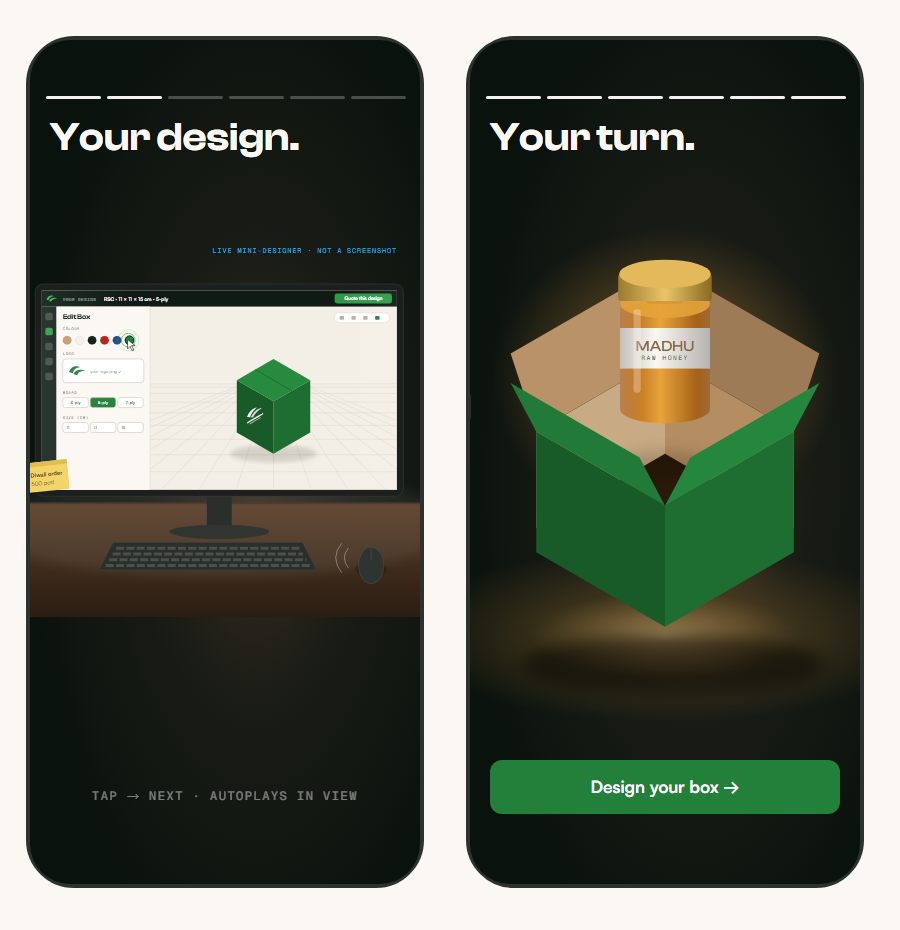 Your design.
LIVE MINI-DESIGNER · NOT A SCREENSHOT
YOUR DESIGN RSC · 11 × 11 × 15 cm · 5-ply Quote this design
Edit Box
COLOUR
LOGO
BOARD
3-ply 5-ply 7-ply
SIZE (CM)
Diwali order
TAP → NEXT · AUTOPLAYS IN VIEW
Your turn.
MADHU
RAW HONEY
Design your box →